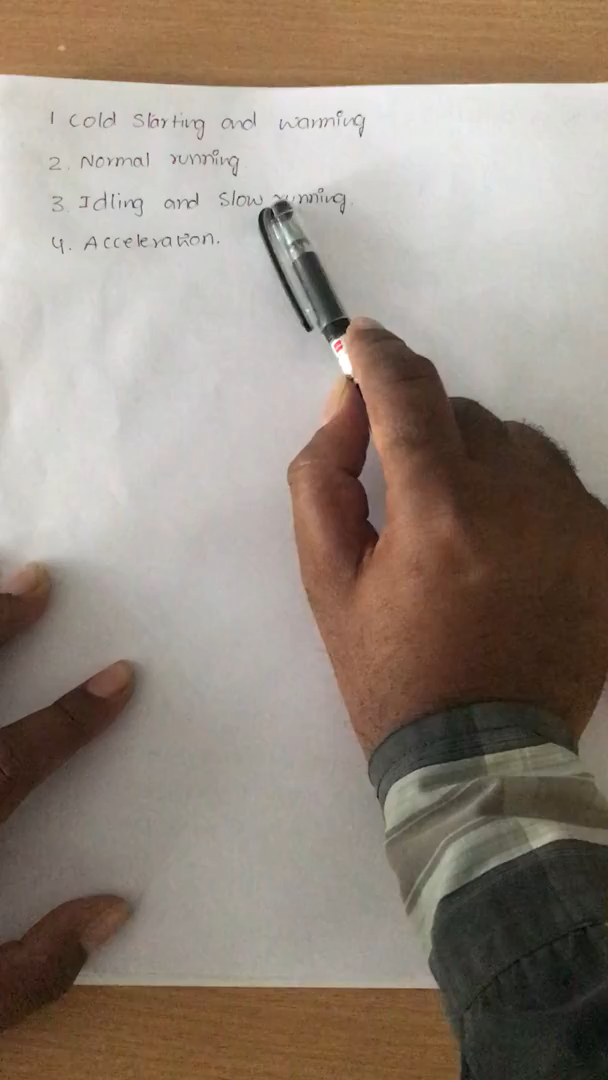 1 Cold Starting and warming
2. Normal running.
3. Idling and Slow running.
4. Acceleration.